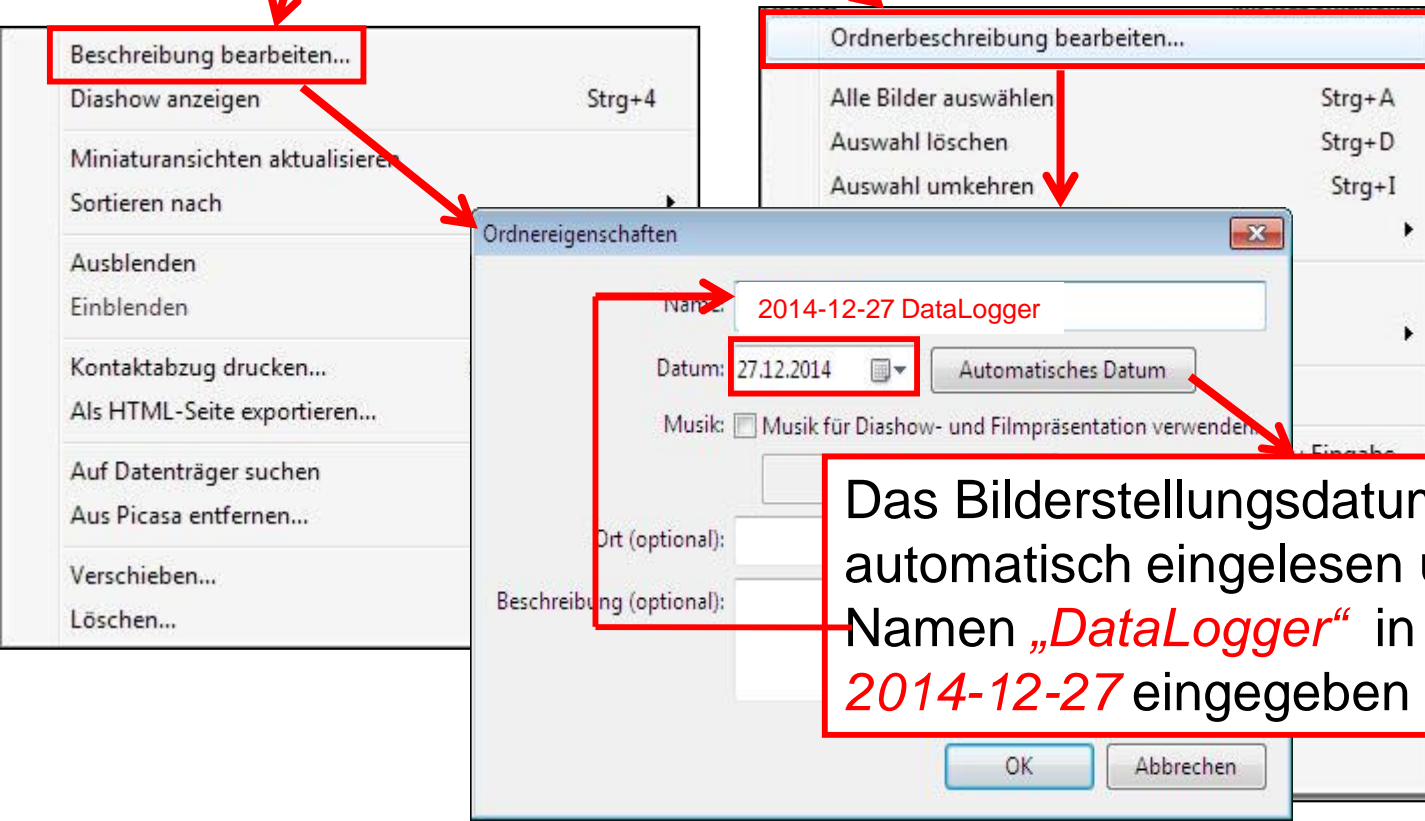 Beschreibung bearbeiten...
Diashow anzeigen Strg+4
Miniaturansichten aktualisieren
Sortieren nach
Ausblenden
Einblenden
Kontaktabzug drucken...
Als HTML-Seite exportieren...
Auf Datenträger suchen
Aus Picasa entfernen...
Verschieben...
Löschen...
Ordnerbeschreibung bearbeiten...
Alle Bilder auswählen Strg+A
Auswahl löschen Strg+D
Auswahl umkehren Strg+I
Ordnereigenschaften
Name: 2014-12-27 DataLogger
Datum: 27.12.2014 Automatisches Datum
Musik: Musik für Diashow- und Filmpräsentation verwenden.
Ort (optional):
Beschreibung (optional):
OK Abbrechen
Das
automatisch eingelesen
Namen „DataLogger“ in
2014-12-27 eingegeben